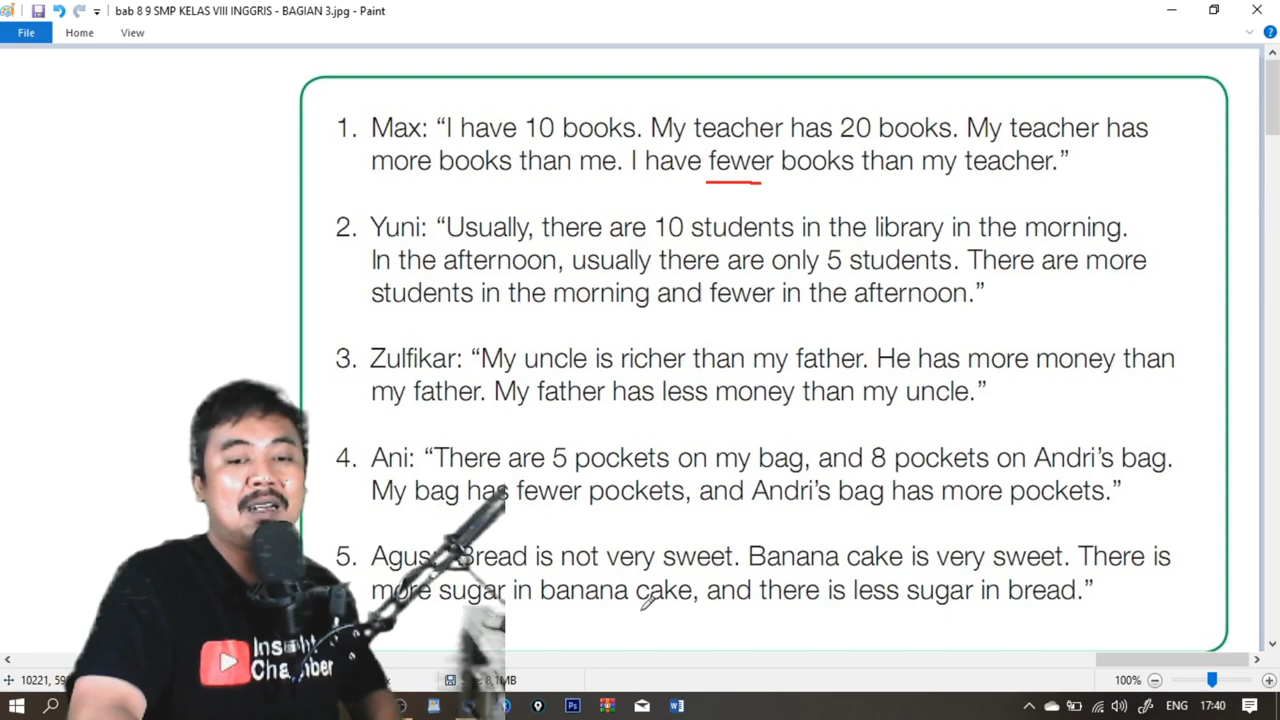 bab 8 9 SMP KELAS VIII INGGRIS - BAGIAN 3.jpg - Paint
File Home View
1. Max: “I have 10 books. My teacher has 20 books. My teacher has
more books than me. I have fewer books than my teacher.”
2. Yuni: “Usually, there are 10 students in the library in the morning.
In the afternoon, usually there are only 5 students. There are more
students in the morning and fewer in the afternoon.”
3. Zulfikar: “My uncle is richer than my father. He has more money than
my father. My father has less money than my uncle.”
4. Ani: “There are 5 pockets on my bag, and 8 pockets on Andri’s bag.
My bag has fewer pockets, and Andri’s bag has more pockets.”
5. Agus: Bread is not very sweet. Banana cake is very sweet. There is
more sugar in banana cake, and there is less sugar in bread.”
Insight
Chamber
10221, 59
8,1MB
100%
ENG 17:40